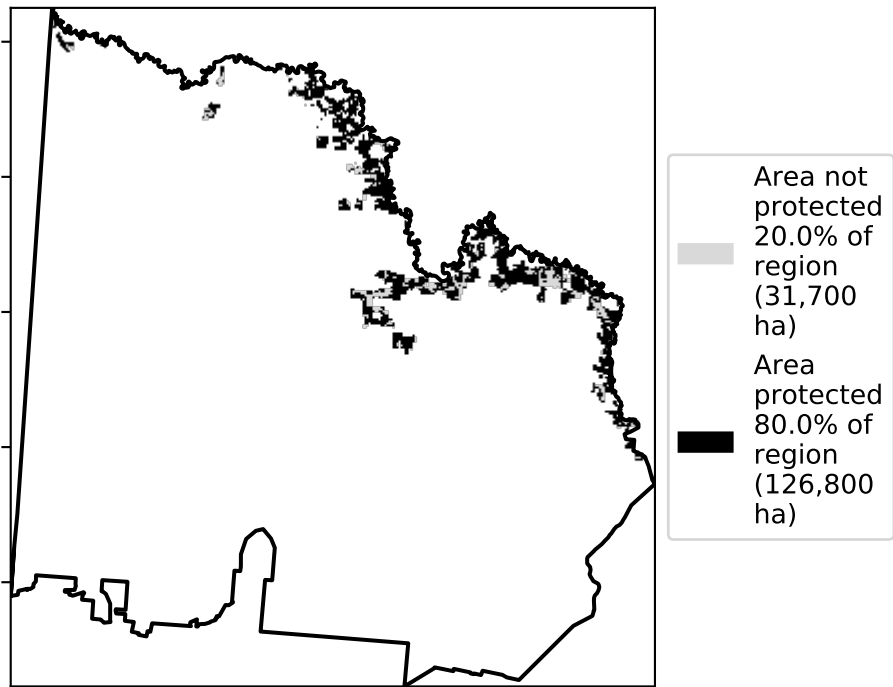 Area not
protected
20.0% of
region
(31,700
ha)
Area
protected
80.0% of
region
(126,800
ha)